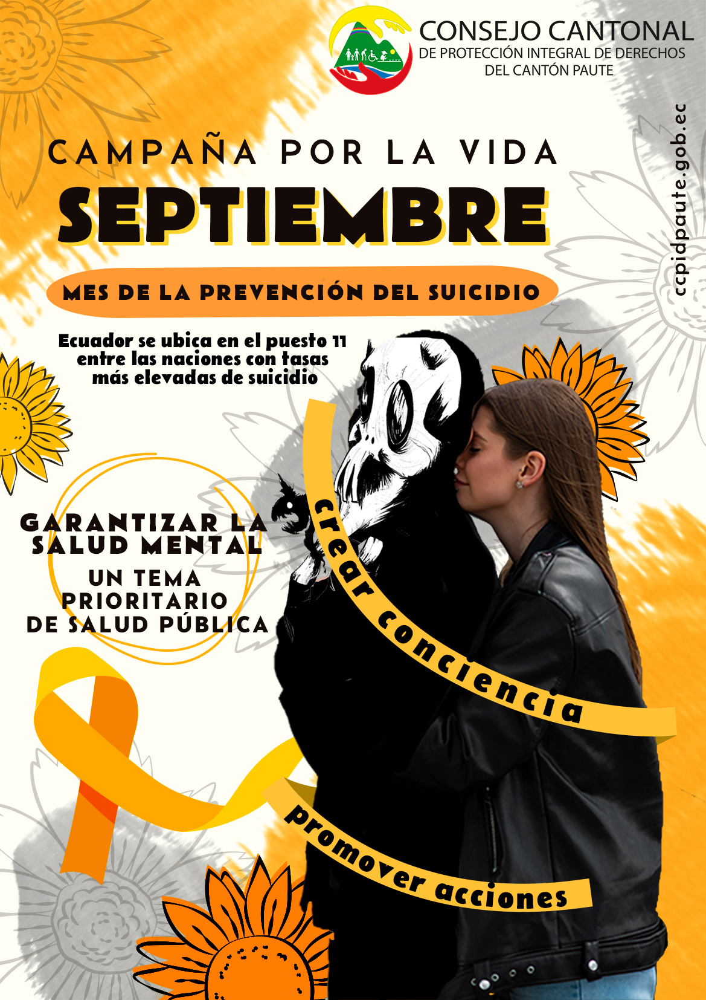 CONSEJO CANTONAL
DE PROTECCIÓN INTEGRAL DE DERECHOS
DEL CANTÓN PAUTE
ccpidpaute.gob.ec
CAMPAÑA POR LA VIDA
SEPTIEMBRE
MES DE LA PREVENCIÓN DEL SUICIDIO
Ecuador se ubica en el puesto 11
entre las naciones con tasas
más elevadas de suicidio
GARANTIZAR LA
SALUD MENTAL
UN TEMA
PRIORITARIO
DE SALUD PÚBLICA
crear conciencia
promover acciones